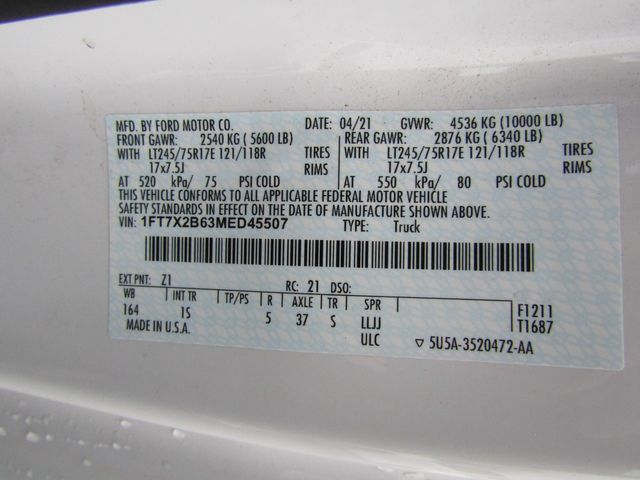 MFD. BY FORD MOTOR CO. DATE: 04/21 GVWR: 4536 KG (10000 LB)
FRONT GAWR: 2540 KG ( 5600 LB) REAR GAWR: 2876 KG ( 6340 LB)
WITH LT245/75R17E 121/118R TIRES WITH LT245/75R17E 121/118R TIRES
17x7.5J RIMS 17x7.5J RIMS
AT 520 kPa/ 75 PSI COLD AT 550 kPa/ 80 PSI COLD
THIS VEHICLE CONFORMS TO ALL APPLICABLE FEDERAL MOTOR VEHICLE
SAFETY STANDARDS IN EFFECT ON THE DATE OF MANUFACTURE SHOWN ABOVE.
VIN: 1FT7X2B63MED45507 TYPE: Truck
EXT PNT: Z1 RC: 21 DSO:
WB INT TR TP/PS R AXLE TR SPR F1211
164 1S 5 37 S LLJJ T1687
MADE IN U.S.A. ULC ▽ 5U5A-3520472-AA